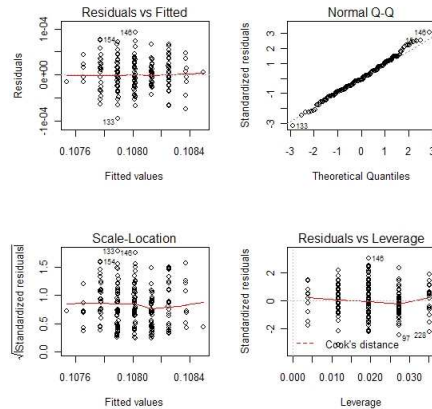 Residuals vs Fitted
Residuals
1e-04
0e+00
-1e-04
154
146
133
0.1076 0.1080 0.1084
Fitted values
Normal Q-Q
Standardized residuals
3
2
1
0
-1
-3
146
133
-3 -2 -1 0 1 2 3
Theoretical Quantiles
Scale-Location
√|Standardized residuals|
1.5
1.0
0.5
0.0
133 146
154
0.1076 0.1080 0.1084
Fitted values
Residuals vs Leverage
Standardized residuals
2
0
-2
146
97
228
Cook's distance
0.000 0.010 0.020 0.030
Leverage